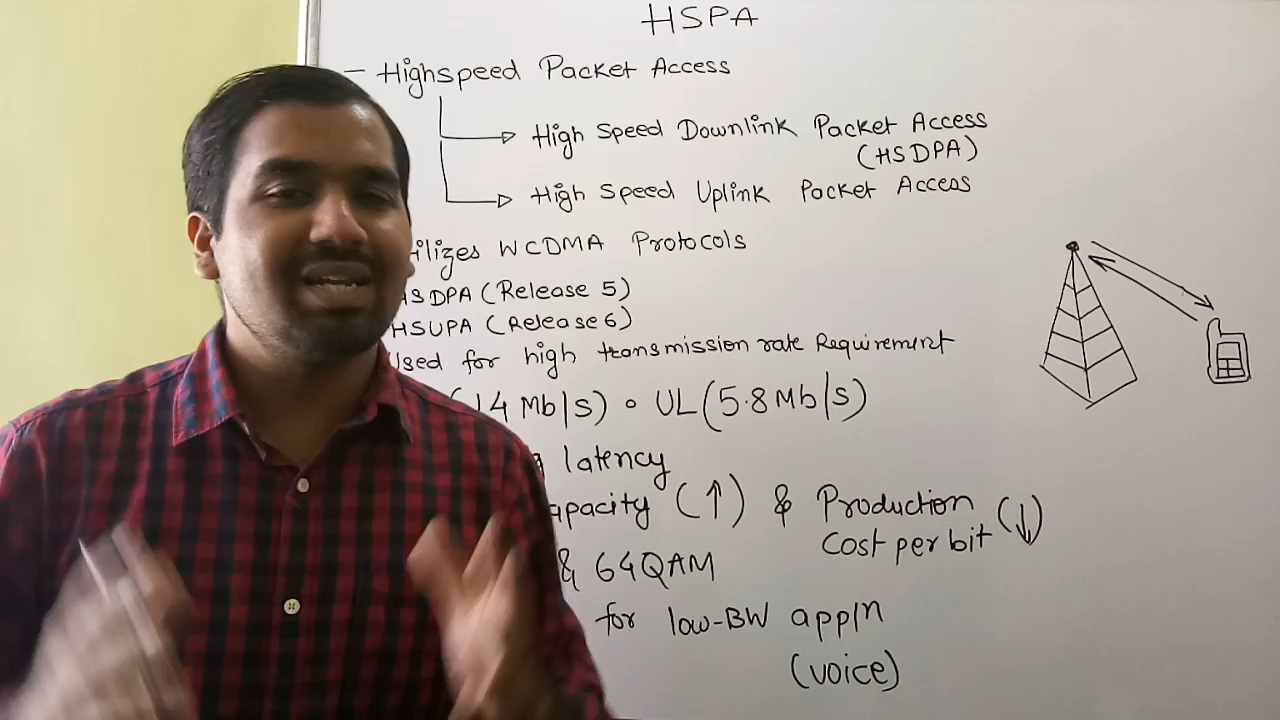 HSPA
- Highspeed Packet Access
High Speed Downlink Packet Access
(HSDPA)
High Speed Uplink Packet Access
ilizes WCDMA Protocols
HSDPA (Release 5)
HSUPA (Release 6)
Used for high transmission rate Requirement
(14 Mb/s) ∘ UL (5.8 Mb/s)
latency
apacity (↑) & Production
Cost per bit (↓)
& 64QAM
for low-BW app/n
(voice)